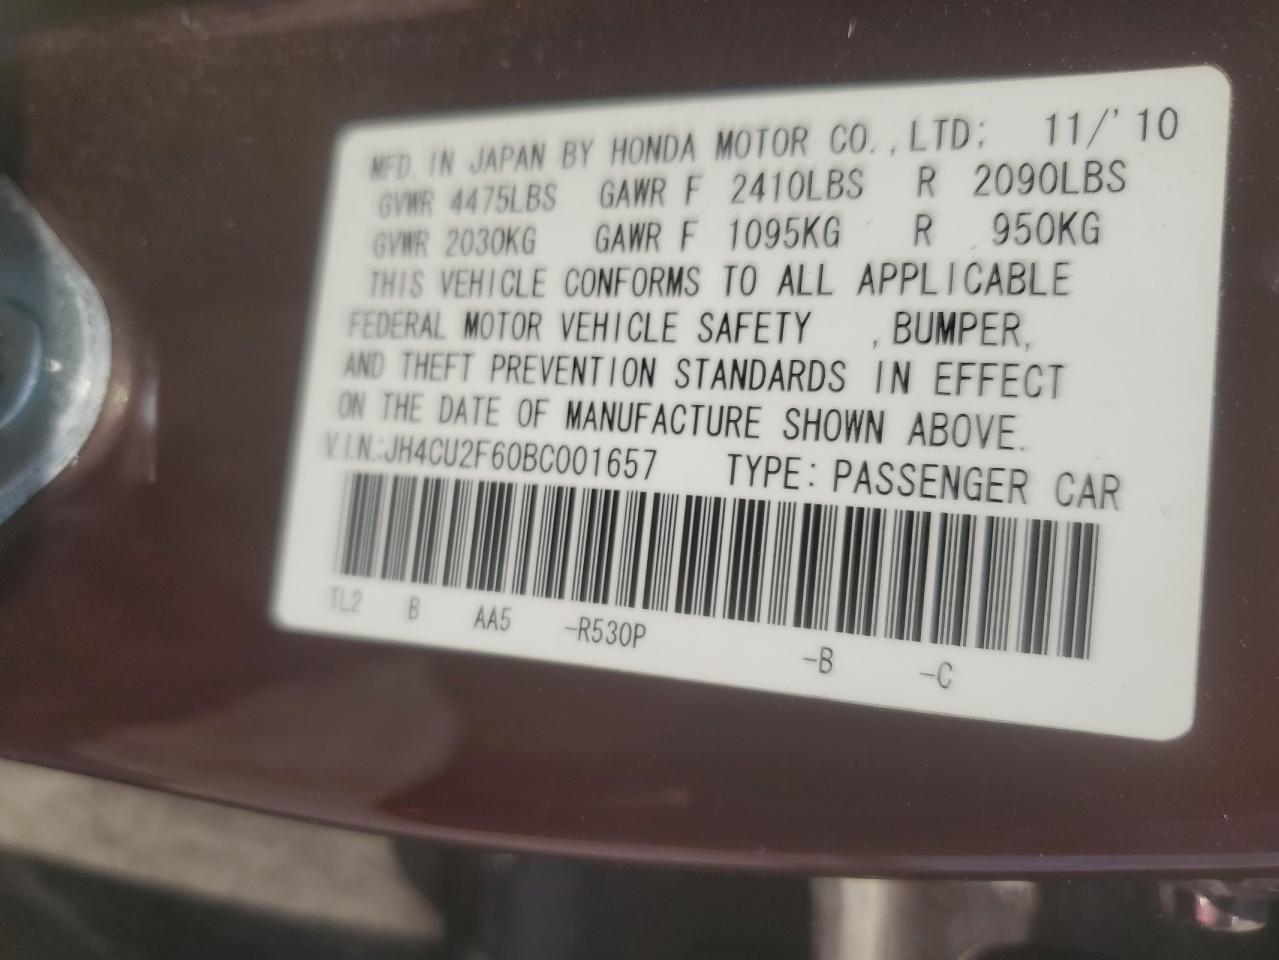 MFD. IN JAPAN BY HONDA MOTOR CO.,LTD; 11/'10
GVWR 4475LBS GAWR F 2410LBS R 2090LBS
GVWR 2030KG GAWR F 1095KG R 950KG
THIS VEHICLE CONFORMS TO ALL APPLICABLE
FEDERAL MOTOR VEHICLE SAFETY ,BUMPER,
AND THEFT PREVENTION STANDARDS IN EFFECT
ON THE DATE OF MANUFACTURE SHOWN ABOVE.
V.I.N.:JH4CU2F60BC001657 TYPE: PASSENGER CAR
TL2 B AA5 -R530P -B -C